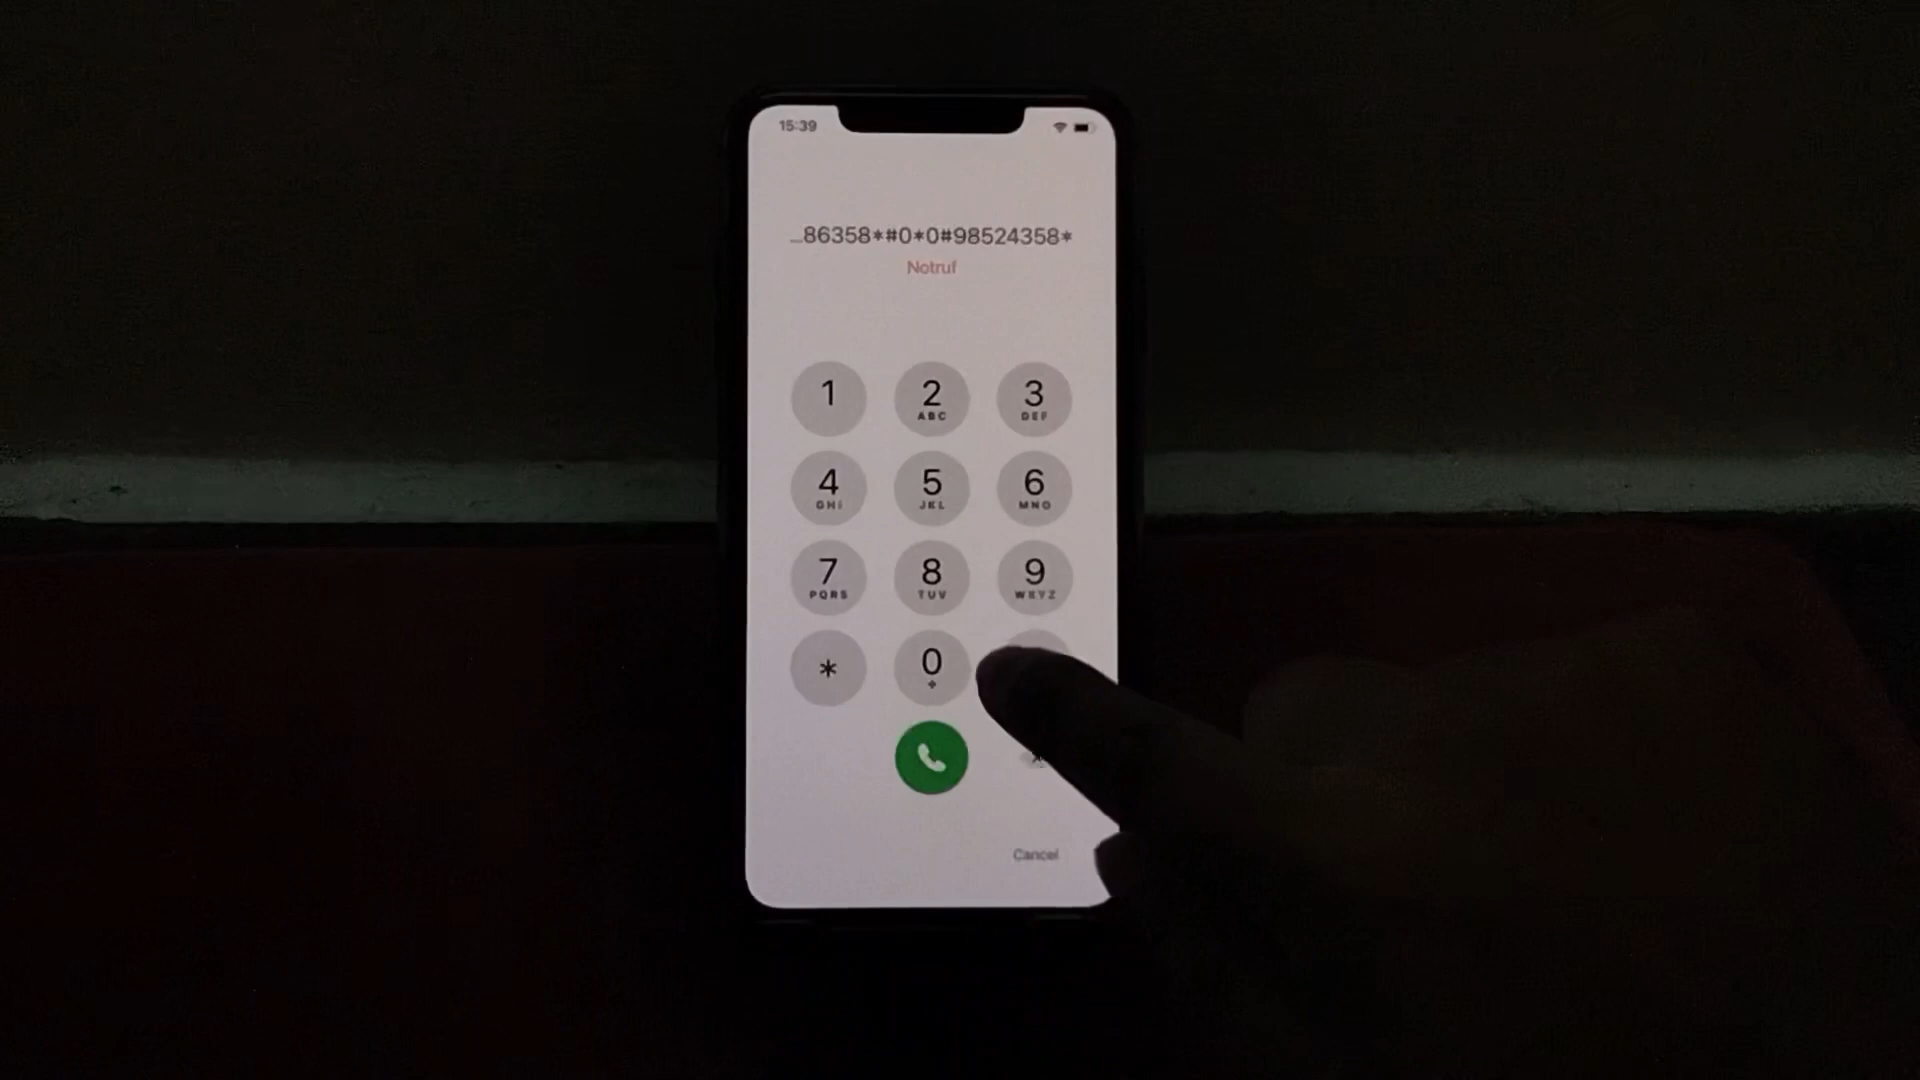 15:39
...86358*#0*0#98524358*
Notruf
1
2
ABC
3
DEF
4
GHI
5
JKL
6
MNO
7
PQRS
8
TUV
9
WXYZ
*
0
+
Cancel